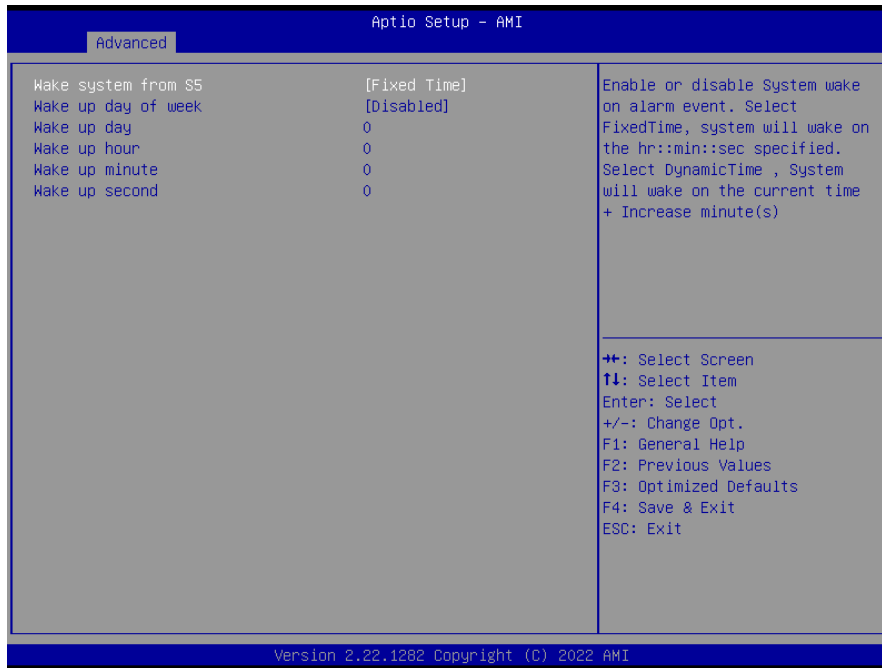 Aptio Setup - AMI
Advanced
Wake system from S5 [Fixed Time]
Wake up day of week [Disabled]
Wake up day 0
Wake up hour 0
Wake up minute 0
Wake up second 0
Enable or disable System wake
on alarm event. Select
FixedTime, system will wake on
the hr::min::sec specified.
Select DynamicTime , System
will wake on the current time
+ Increase minute(s)
→←: Select Screen
↑↓: Select Item
Enter: Select
+/-: Change Opt.
F1: General Help
F2: Previous Values
F3: Optimized Defaults
F4: Save & Exit
ESC: Exit
Version 2.22.1282 Copyright (C) 2022 AMI